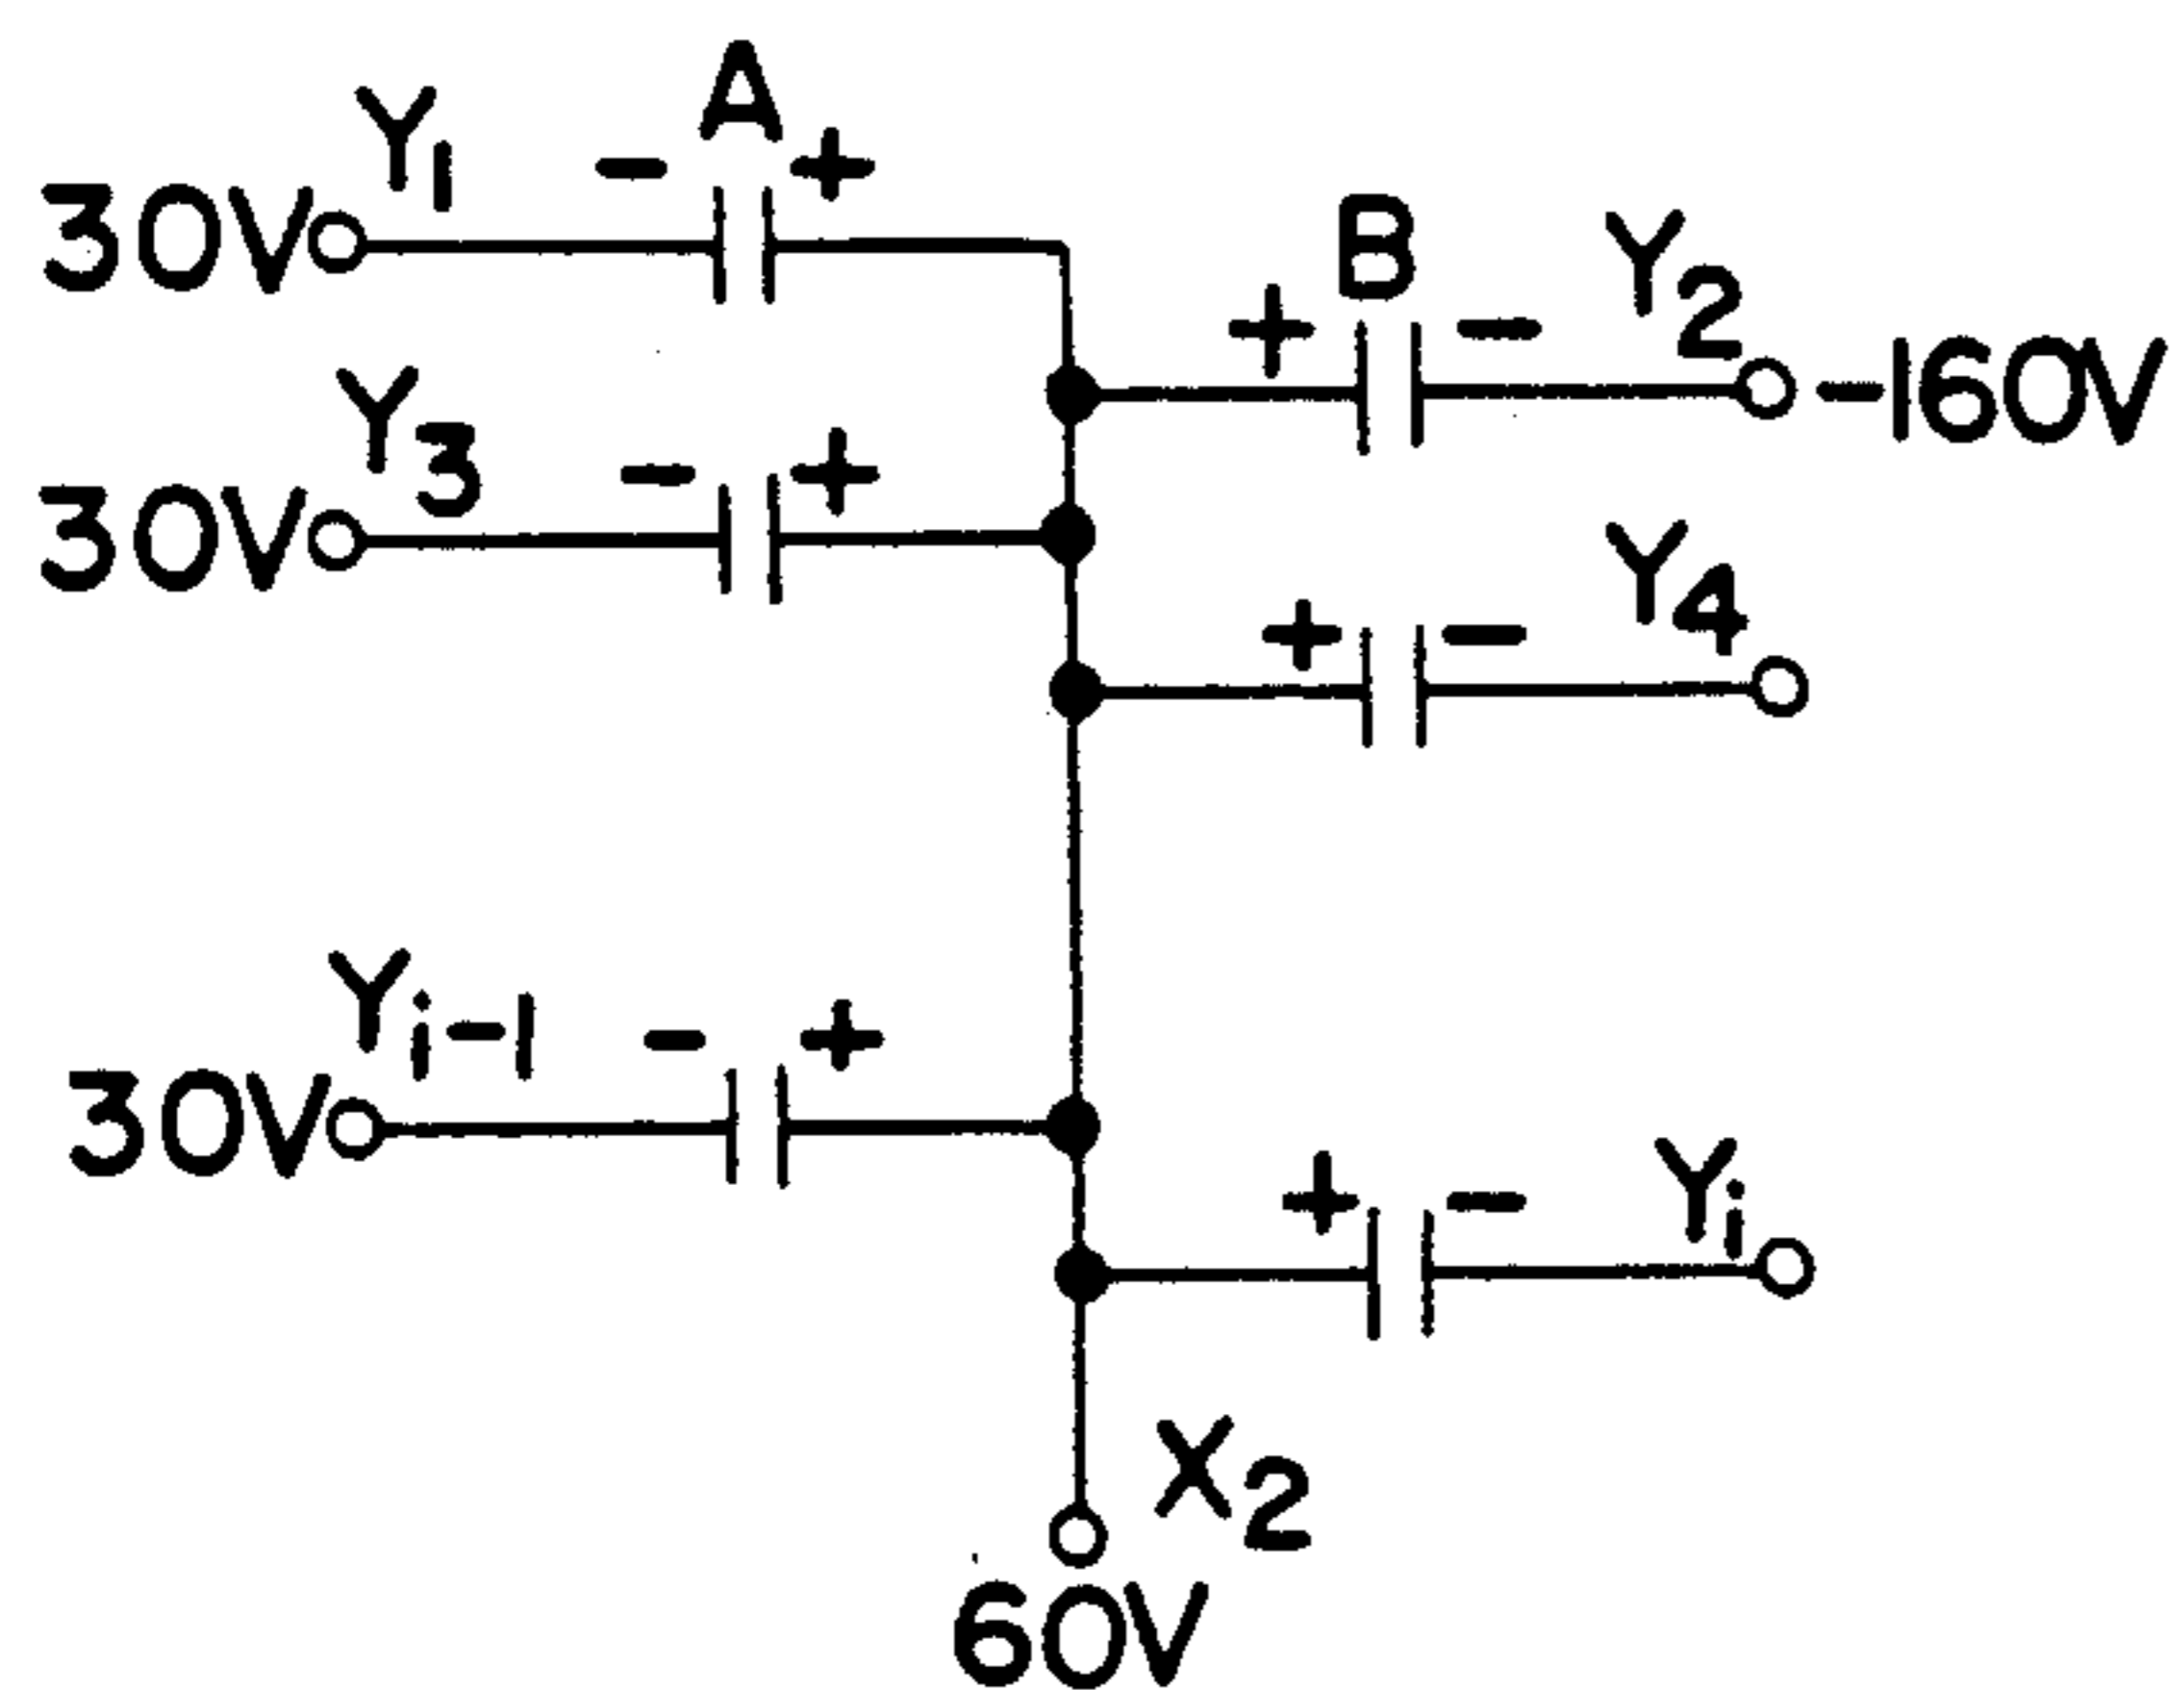 A
Y1
- +
30V
B
Y2
+ -
-160V
Y3
- +
30V
Y4
+ -
Yi-1
- +
30V
Yi
+ -
X2
60V